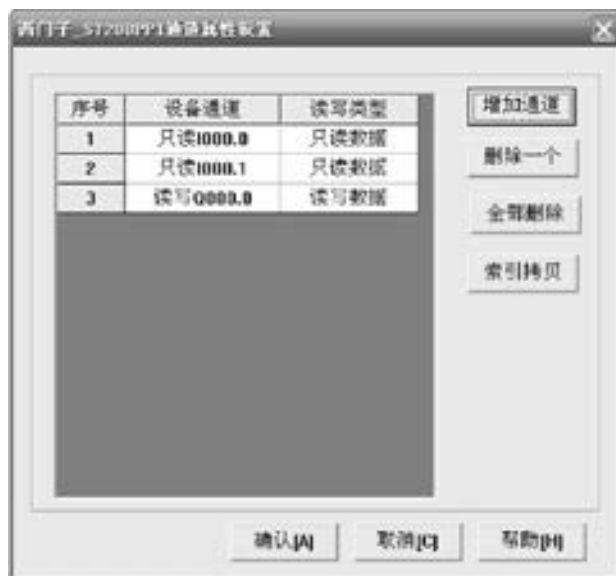 西门子_S7200PPI通道属性设置
序号 设备通道 读写类型
1 只读I000.0 只读数据
2 只读I000.1 只读数据
3 读写Q000.0 读写数据
增加通道
删除一个
全部删除
索引拷贝
确认[A] 取消[C] 帮助[H]